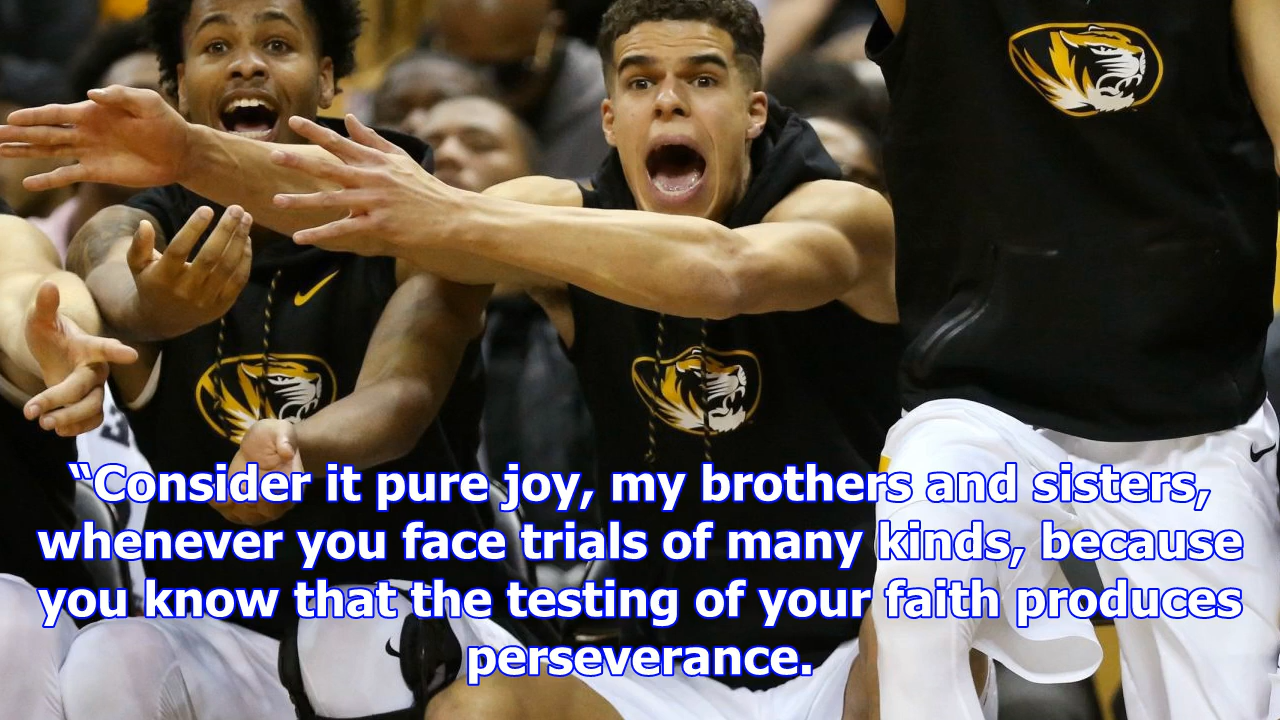 “Consider it pure joy, my brothers and sisters,
whenever you face trials of many kinds, because
you know that the testing of your faith produces
perseverance.